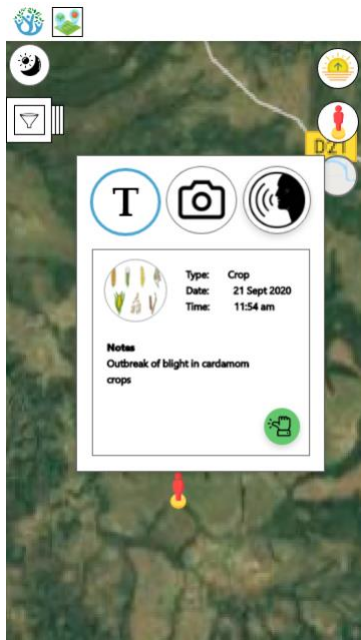 D21
T
Type: Crop
Date: 21 Sept 2020
Time: 11:54 am
Notes
Outbreak of blight in cardamom
crops